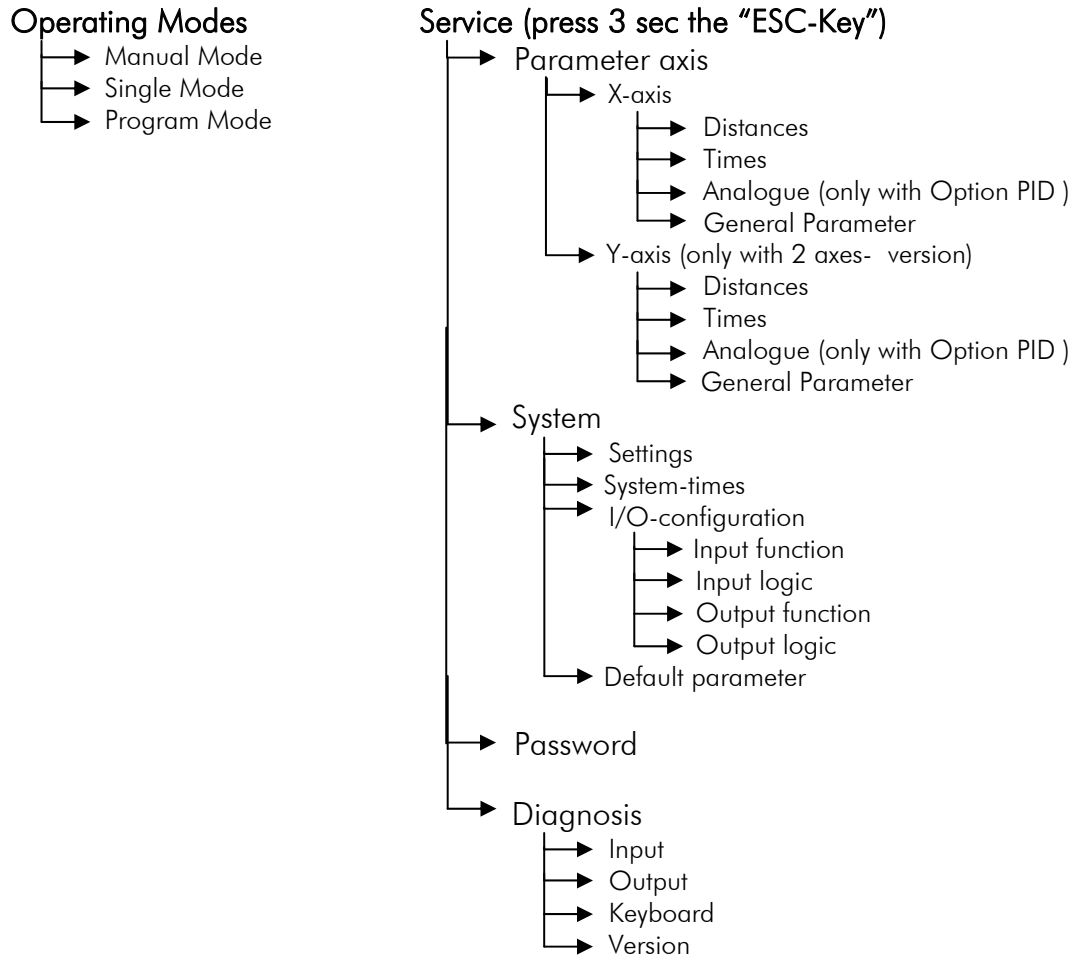 Operating Modes
Manual Mode
Single Mode
Program Mode
Service (press 3 sec the “ESC-Key”)
Parameter axis
X-axis
Distances
Times
Analogue (only with Option PID )
General Parameter
Y-axis (only with 2 axes-  version)
Distances
Times
Analogue (only with Option PID )
General Parameter
System
Settings
System-times
I/O-configuration
Input function
Input logic
Output function
Output logic
Default parameter
Password
Diagnosis
Input
Output
Keyboard
Version